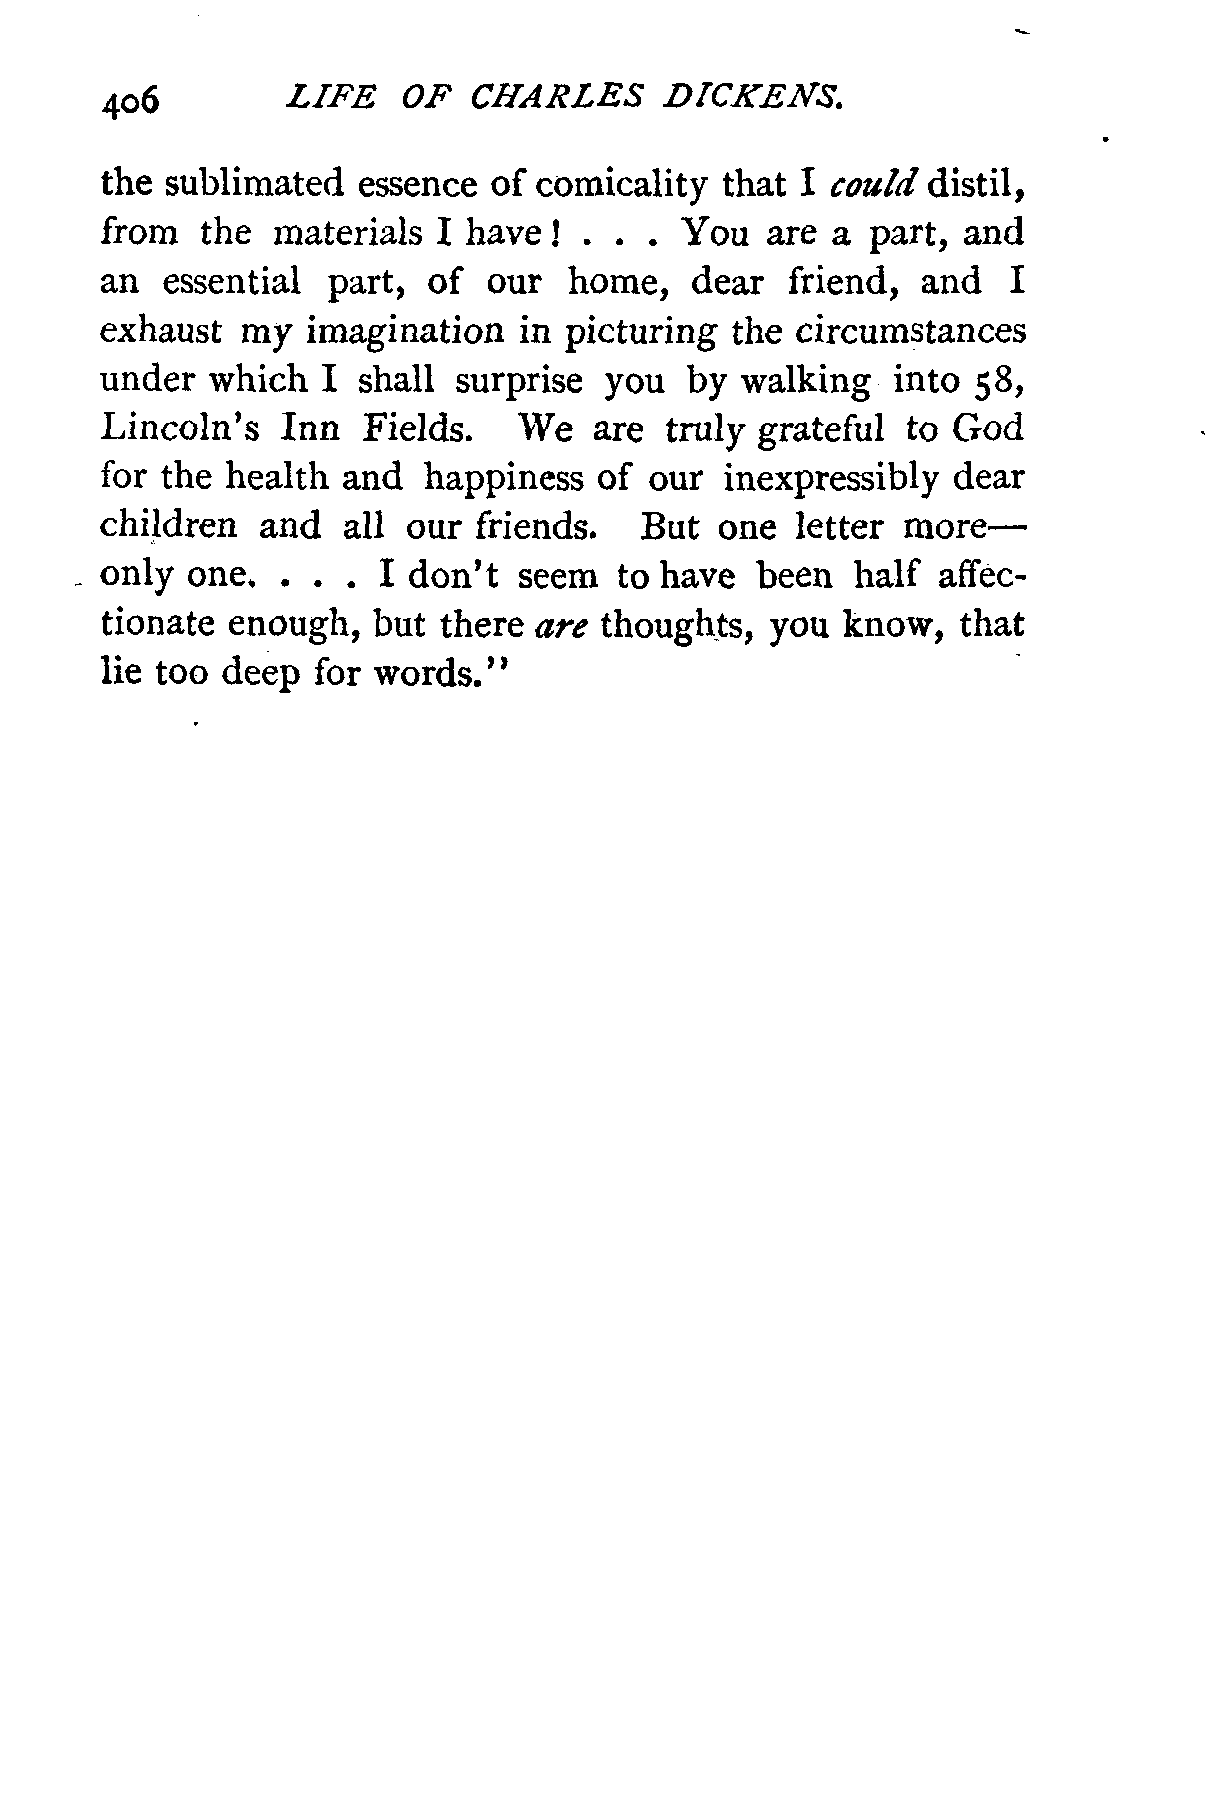 406 LIFE OF CHARLES DICKENS.
the sublimated essence of comicality that I could distil,
from the materials I have! . . . You are a part, and
an essential part, of our home, dear friend, and I
exhaust my imagination in picturing the circumstances
under which I shall surprise you by walking into 58,
Lincoln's Inn Fields. We are truly grateful to God
for the health and happiness of our inexpressibly dear
children and all our friends. But one letter more—
only one. . . . I don't seem to have been half affec-
tionate enough, but there are thoughts, you know, that
lie too deep for words."